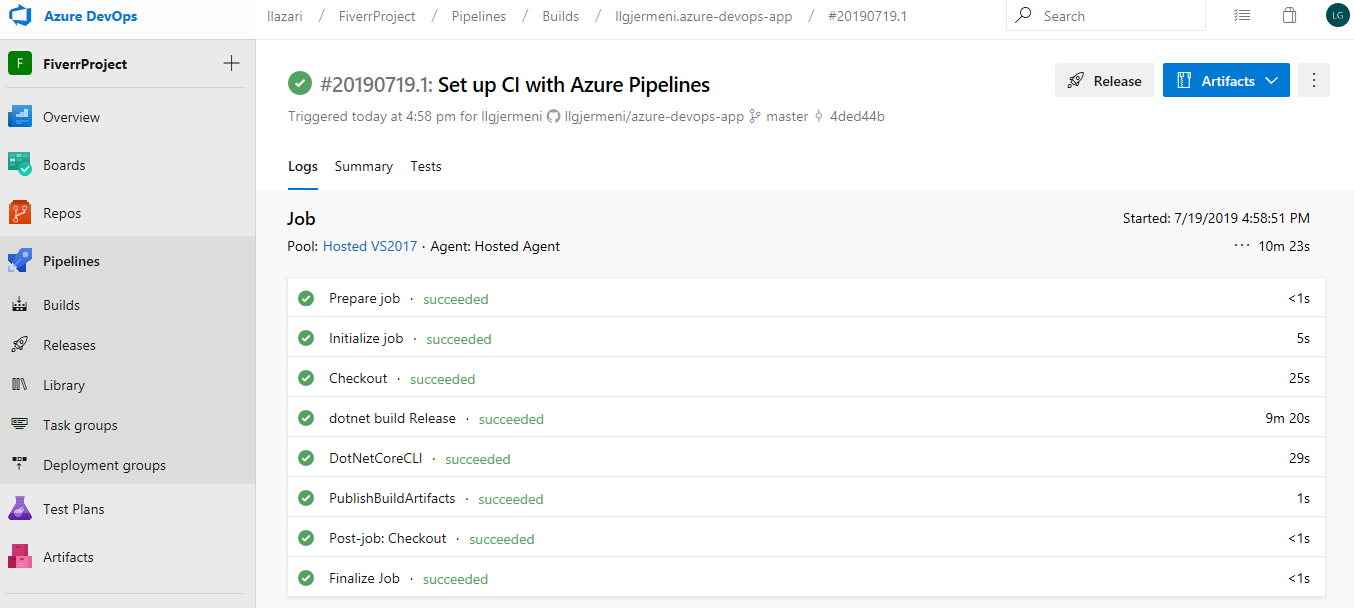 Azure DevOps
llazari / FiverrProject / Pipelines / Builds / llgjermeni.azure-devops-app / #20190719.1
Search
LG
F FiverrProject
Overview
Boards
Repos
Pipelines
Builds
Releases
Library
Task groups
Deployment groups
Test Plans
Artifacts
#20190719.1: Set up CI with Azure Pipelines
Release
Artifacts
Triggered today at 4:58 pm for llgjermeni llgjermeni/azure-devops-app master 4ded44b
Logs Summary Tests
Job
Started: 7/19/2019 4:58:51 PM
Pool: Hosted VS2017 · Agent: Hosted Agent
··· 10m 23s
Prepare job · succeeded <1s
Initialize job · succeeded 5s
Checkout · succeeded 25s
dotnet build Release · succeeded 9m 20s
DotNetCoreCLI · succeeded 29s
PublishBuildArtifacts · succeeded 1s
Post-job: Checkout · succeeded <1s
Finalize Job · succeeded <1s